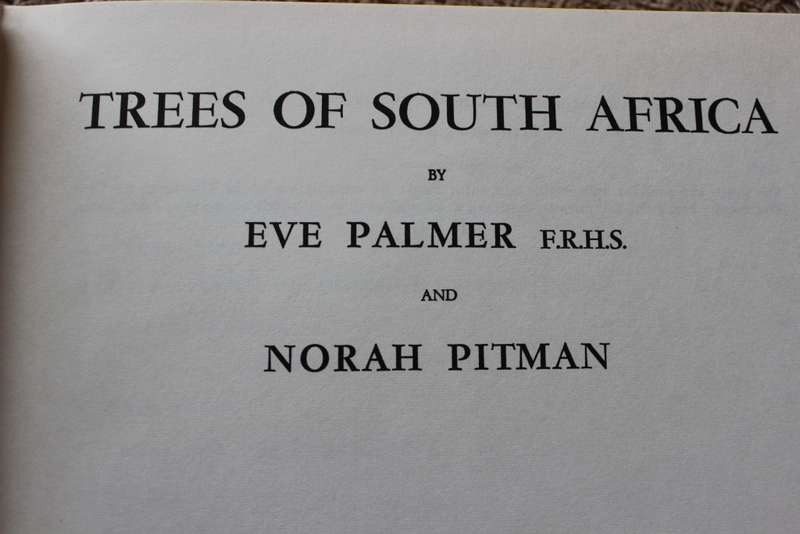 TREES OF SOUTH AFRICA
BY
EVE PALMER F.R.H.S.
AND
NORAH PITMAN